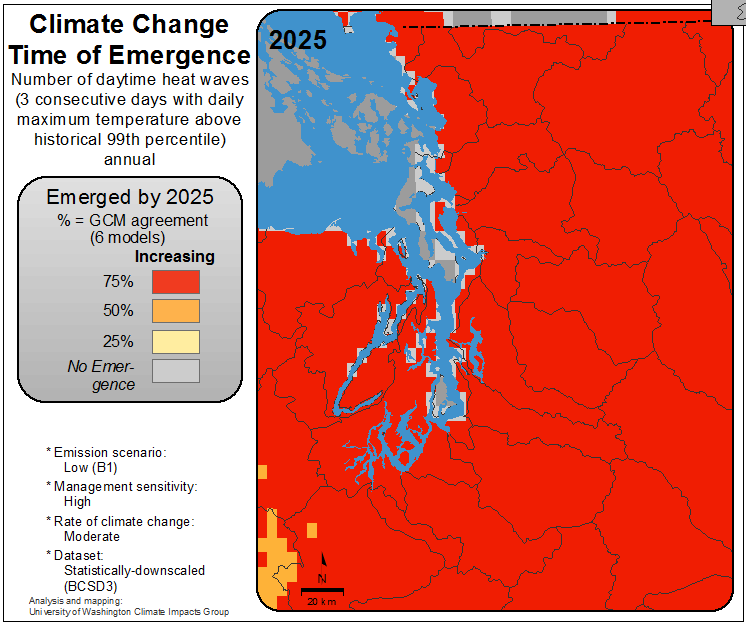 Climate Change
Time of Emergence
Number of daytime heat waves
(3 consecutive days with daily
maximum temperature above
historical 99th percentile)
annual
Emerged by 2025
% = GCM agreement
(6 models)
Increasing
75%
50%
25%
No Emer-
gence
* Emission scenario:
Low (B1)
* Management sensitivity:
High
* Rate of climate change:
Moderate
* Dataset:
Statistically-downscaled
(BCSD3)
Analysis and mapping:
University of Washington Climate Impacts Group
2025
N
20 km